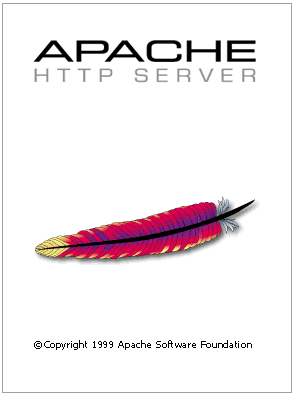 APACHE
HTTP SERVER
©Copyright 1999 Apache Software Foundation